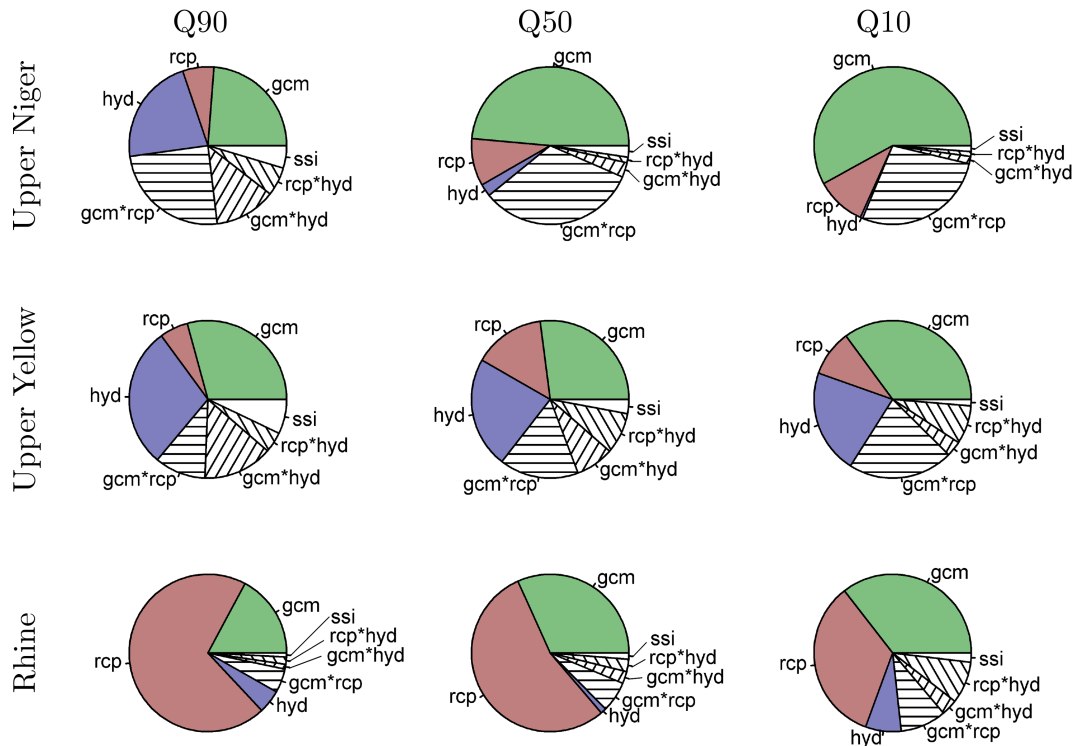 Q90 Q50 Q10
Upper Niger
rcp
gcm
hyd
ssi
rcp*hyd
gcm*rcp
gcm*hyd
gcm
ssi
rcp
rcp*hyd
hyd
gcm*hyd
gcm*rcp
gcm
ssi
rcp*hyd
gcm*hyd
rcp
hyd
gcm*rcp
Upper Yellow
rcp
gcm
hyd
ssi
rcp*hyd
gcm*rcp
gcm*hyd
rcp
gcm
hyd
ssi
rcp*hyd
gcm*hyd
gcm*rcp
gcm
rcp
hyd
ssi
rcp*hyd
gcm*hyd
gcm*rcp
Rhine
gcm
ssi
rcp*hyd
gcm*hyd
rcp
gcm*rcp
hyd
gcm
ssi
rcp*hyd
gcm*hyd
rcp
gcm*rcp
hyd
gcm
rcp
ssi
rcp*hyd
gcm*hyd
gcm*rcp
hyd